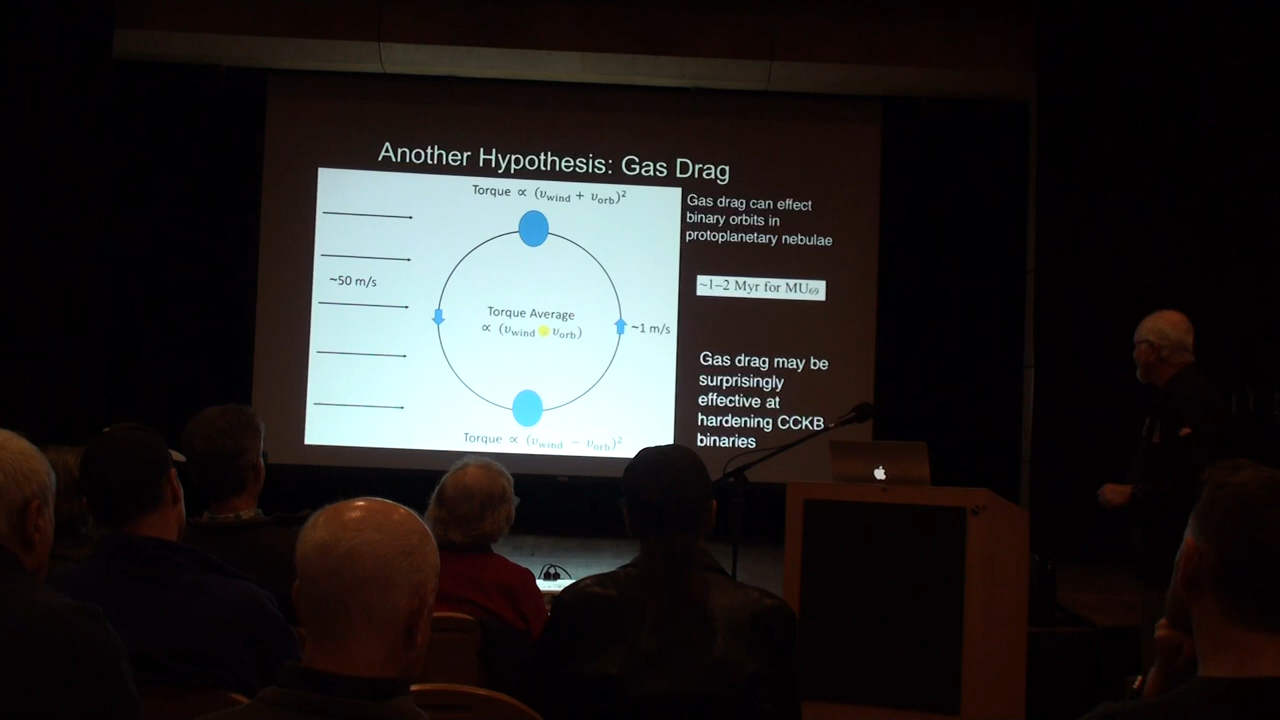 Another Hypothesis: Gas Drag
Torque ∝ (v_wind + v_orb)²
~50 m/s
Torque Average
∝ (v_wind · v_orb)
~1 m/s
Torque ∝ (v_wind − v_orb)²
Gas drag can effect
binary orbits in
protoplanetary nebulae
~1–2 Myr for MU₆₉
Gas drag may be
surprisingly
effective at
hardening CCKB
binaries